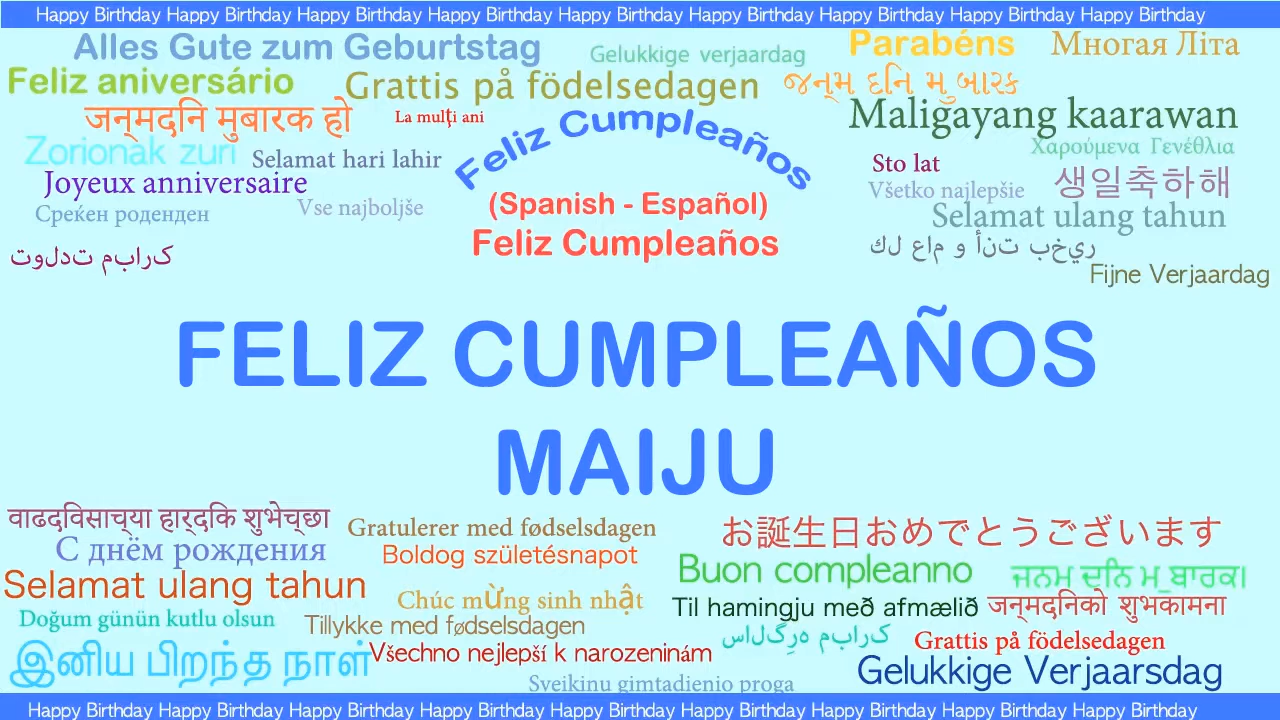 Happy Birthday Happy Birthday Happy Birthday Happy Birthday Happy Birthday Happy Birthday Happy Birthday Happy Birthday Happy Birthday
Alles Gute zum Geburtstag
Gelukkige verjaardag
Parabéns
Многая Літа
Feliz aniversário
Grattis på födelsedagen
જન્મ દિન મુબારક
जन्मदिन मुबारक हो
La mulţi ani
Feliz Cumpleaños
Maligayang kaarawan
Zorionak zuri
Selamat hari lahir
Sto lat
Χαρούμενα Γενέθλια
Joyeux anniversaire
(Spanish - Español)
Všetko najlepšie
생일축하해
Среќен роденден
Vse najboljše
Selamat ulang tahun
Feliz Cumpleaños
تولدت مبارک
كل عام و أنت بخير
Fijne Verjaardag
FELIZ CUMPLEAÑOS
MAIJU
वाढदिवसाच्या हार्दिक शुभेच्छा
Gratulerer med fødselsdagen
お誕生日おめでとうございます
С днём рождения
Boldog születésnapot
Buon compleanno
ਜਨਮ ਦਿਨ ਮੁਬਾਰਕ।
Selamat ulang tahun
Chúc mừng sinh nhật
Til hamingju með afmælið
जन्मदिनको शुभकामना
Doğum günün kutlu olsun
Tillykke med fødselsdagen
سالگرہ مبارک
Grattis på födelsedagen
இனிய பிறந்த நாள்
Všechno nejlepší k narozeninám
Gelukkige Verjaarsdag
Sveikinu gimtadienio proga
Happy Birthday Happy Birthday Happy Birthday Happy Birthday Happy Birthday Happy Birthday Happy Birthday Happy Birthday Happy Birthday